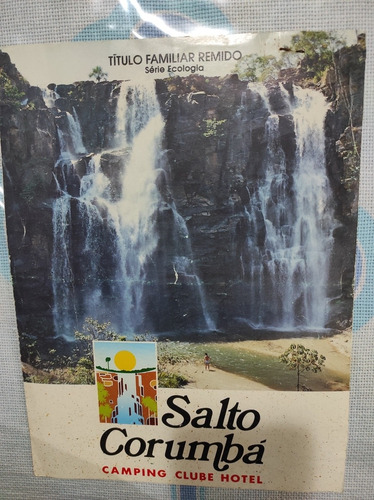 TÍTULO FAMILIAR REMIDO
Série Ecologia
Salto
Corumbá
CAMPING CLUBE HOTEL